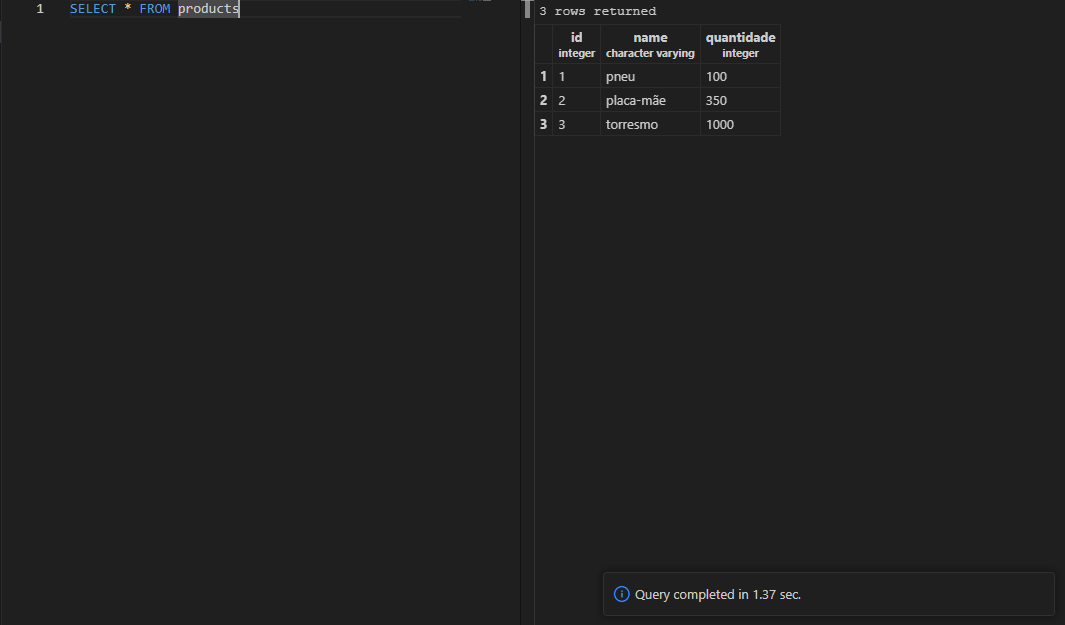 1 SELECT * FROM products
3 rows returned
id name quantidade
integer character varying integer
1 1 pneu 100
2 2 placa-mãe 350
3 3 torresmo 1000
Query completed in 1.37 sec.